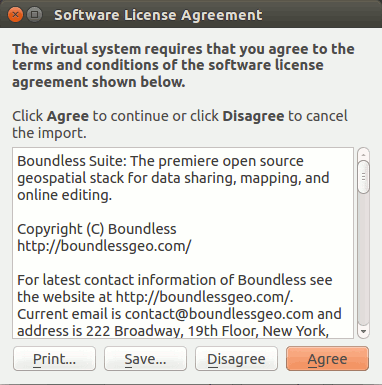 Software License Agreement
The virtual system requires that you agree to the
terms and conditions of the software license
agreement shown below.
Click Agree to continue or click Disagree to cancel
the import.
Boundless Suite: The premiere open source
geospatial stack for data sharing, mapping, and
online editing.
Copyright (C) Boundless
http://boundlessgeo.com/
For latest contact information of Boundless see
the website at http://boundlessgeo.com/.
Current email is contact@boundlessgeo.com and
address is 222 Broadway, 19th Floor, New York,
Print... Save... Disagree Agree